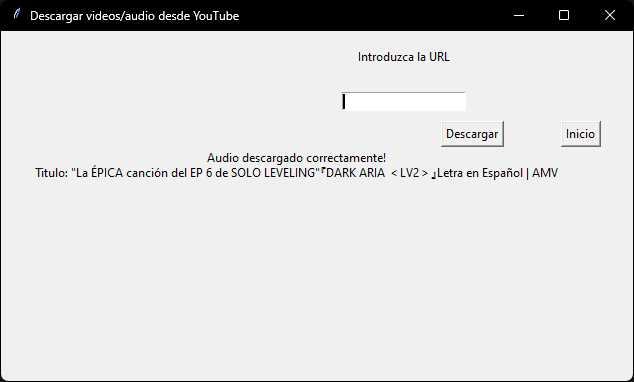 Descargar videos/audio desde YouTube
Introduzca la URL
Descargar
Inicio
Audio descargado correctamente!
Titulo: "La ÉPICA canción del EP 6 de SOLO LEVELING"『DARK ARIA < LV2 > 』Letra en Español | AMV